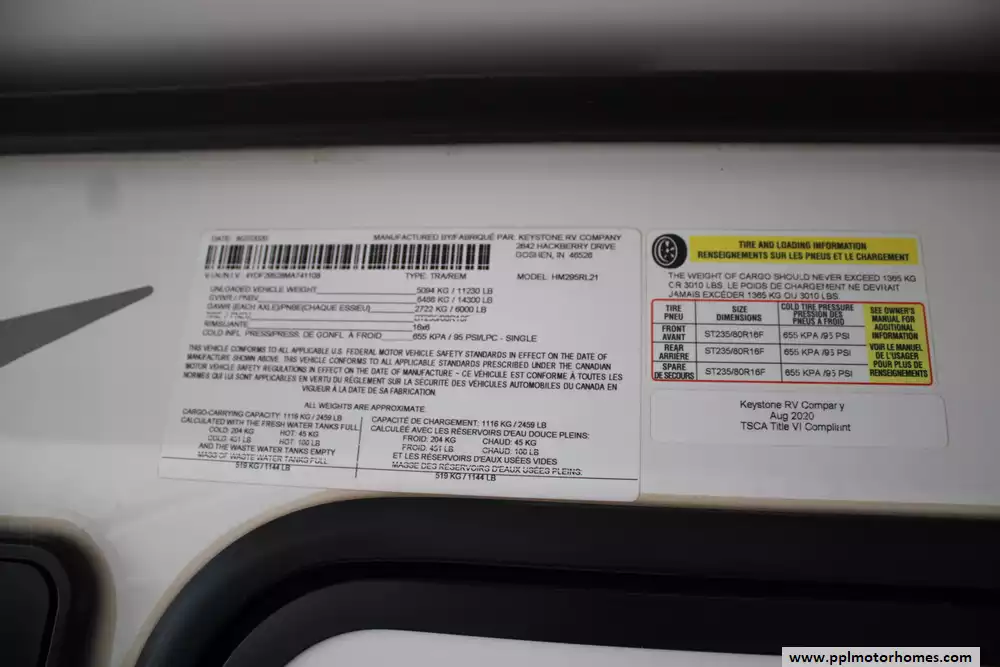 DATE:
MANUFACTURED BY/FABRIQUÉ PAR: KEYSTONE RV COMPANY
2642 HACKBERRY DRIVE
GOSHEN, IN 46526
TYPE: TRA/REM
MODEL: HM295RL21
UNLOADED VEHICLE WEIGHT 5094 KG / 11230 LB
GVWR / PNBV 6486 KG / 14300 LB
GAWR (EACH AXLE)/PNBE(CHAQUE ESSIEU) 2722 KG / 6000 LB
RIM/JANTE 16x6
COLD INFL. PRESS/PRESS. DE GONFL. À FROID 655 KPA / 95 PSI/LPC - SINGLE
THIS VEHICLE CONFORMS TO ALL APPLICABLE U.S. FEDERAL MOTOR VEHICLE SAFETY STANDARDS IN EFFECT ON THE DATE OF
MANUFACTURE SHOWN ABOVE. THIS VEHICLE CONFORMS TO ALL APPLICABLE STANDARDS PRESCRIBED UNDER THE CANADIAN
MOTOR VEHICLE SAFETY REGULATIONS IN EFFECT ON THE DATE OF MANUFACTURE - CE VÉHICULE EST CONFORME À TOUTES LES
NORMES QUI LUI SONT APPLICABLES EN VERTU DU RÈGLEMENT SUR LA SÉCURITÉ DES VÉHICULES AUTOMOBILES DU CANADA EN
VIGUEUR À LA DATE DE SA FABRICATION.
ALL WEIGHTS ARE APPROXIMATE.
CARGO-CARRYING CAPACITY: 1116 KG / 2459 LB
CALCULATED WITH THE FRESH WATER TANKS FULL
COLD: 204 KG HOT: 45 KG
COLD: 451 LB HOT: 100 LB
AND THE WASTE WATER TANKS EMPTY
MASS OF WASTE WATER TANKS FULL
519 KG / 1144 LB
CAPACITÉ DE CHARGEMENT: 1116 KG / 2459 LB
CALCULÉE AVEC LES RÉSERVOIRS D'EAU DOUCE PLEINS:
FROID: 204 KG CHAUD: 45 KG
FROID: 451 LB CHAUD: 100 LB
ET LES RÉSERVOIRS D'EAUX USÉES VIDES
MASSE DES RÉSERVOIRS D'EAUX USÉES PLEINS:
519 KG / 1144 LB
TIRE AND LOADING INFORMATION
RENSEIGNEMENTS SUR LES PNEUS ET LE CHARGEMENT
THE WEIGHT OF CARGO SHOULD NEVER EXCEED 1365 KG
OR 3010 LBS. LE POIDS DE CHARGEMENT NE DEVRAIT
JAMAIS EXCÉDER 1365 KG OU 3010 LBS.
TIRE PNEU SIZE DIMENSIONS COLD TIRE PRESSURE PRESSION DES PNEUS À FROID
FRONT AVANT ST235/80R16F 655 KPA /95 PSI
REAR ARRIÈRE ST235/80R16F 655 KPA /95 PSI
SPARE DE SECOURS ST235/80R16F 655 KPA /95 PSI
SEE OWNER'S
MANUAL FOR
ADDITIONAL
INFORMATION
VOIR LE MANUEL
DE L'USAGER
POUR PLUS DE
RENSEIGNEMENTS
Keystone RV Company
Aug 2020
TSCA Title VI Compliant
www.pplmotorhomes.com